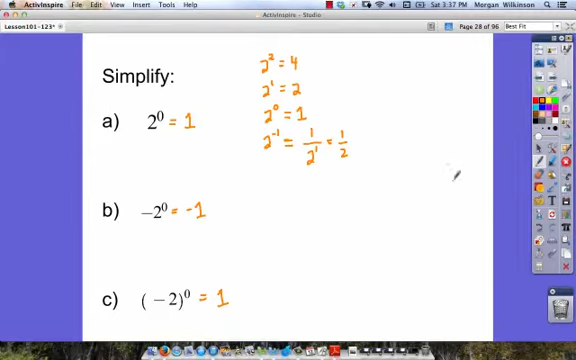 ActivInspire File Edit View Insert Tools Help Sat 3:37 PM Morgan Wilkinson
ActivInspire – Studio
Lesson101-123* Page 28 of 96 Best Fit
Simplify:
2² = 4
2¹ = 2
a) 2⁰ = 1
2⁰ = 1
2⁻¹ = 1/2¹ = 1/2
b) −2⁰ = -1
c) (−2)⁰ = 1